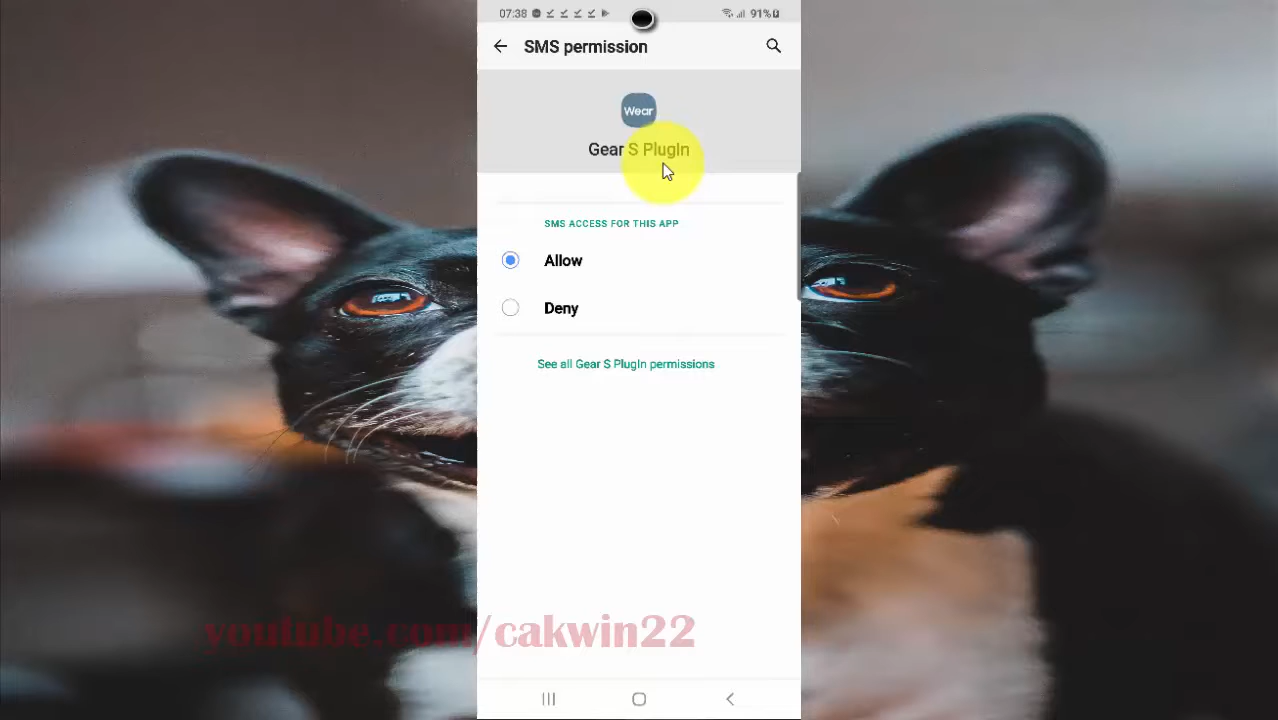 07:38
91%
SMS permission
Wear
Gear S PlugIn
SMS ACCESS FOR THIS APP
Allow
Deny
See all Gear S PlugIn permissions
youtube.com/cakwin22